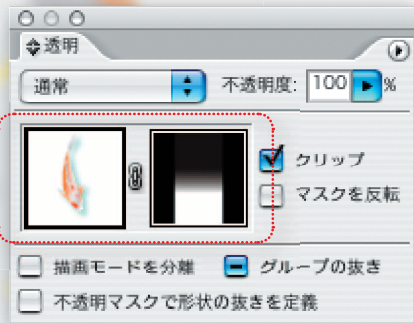 透明
通常 不透明度: 100 %
クリップ
マスクを反転
描画モードを分離 グループの抜き
不透明マスクで形状の抜きを定義